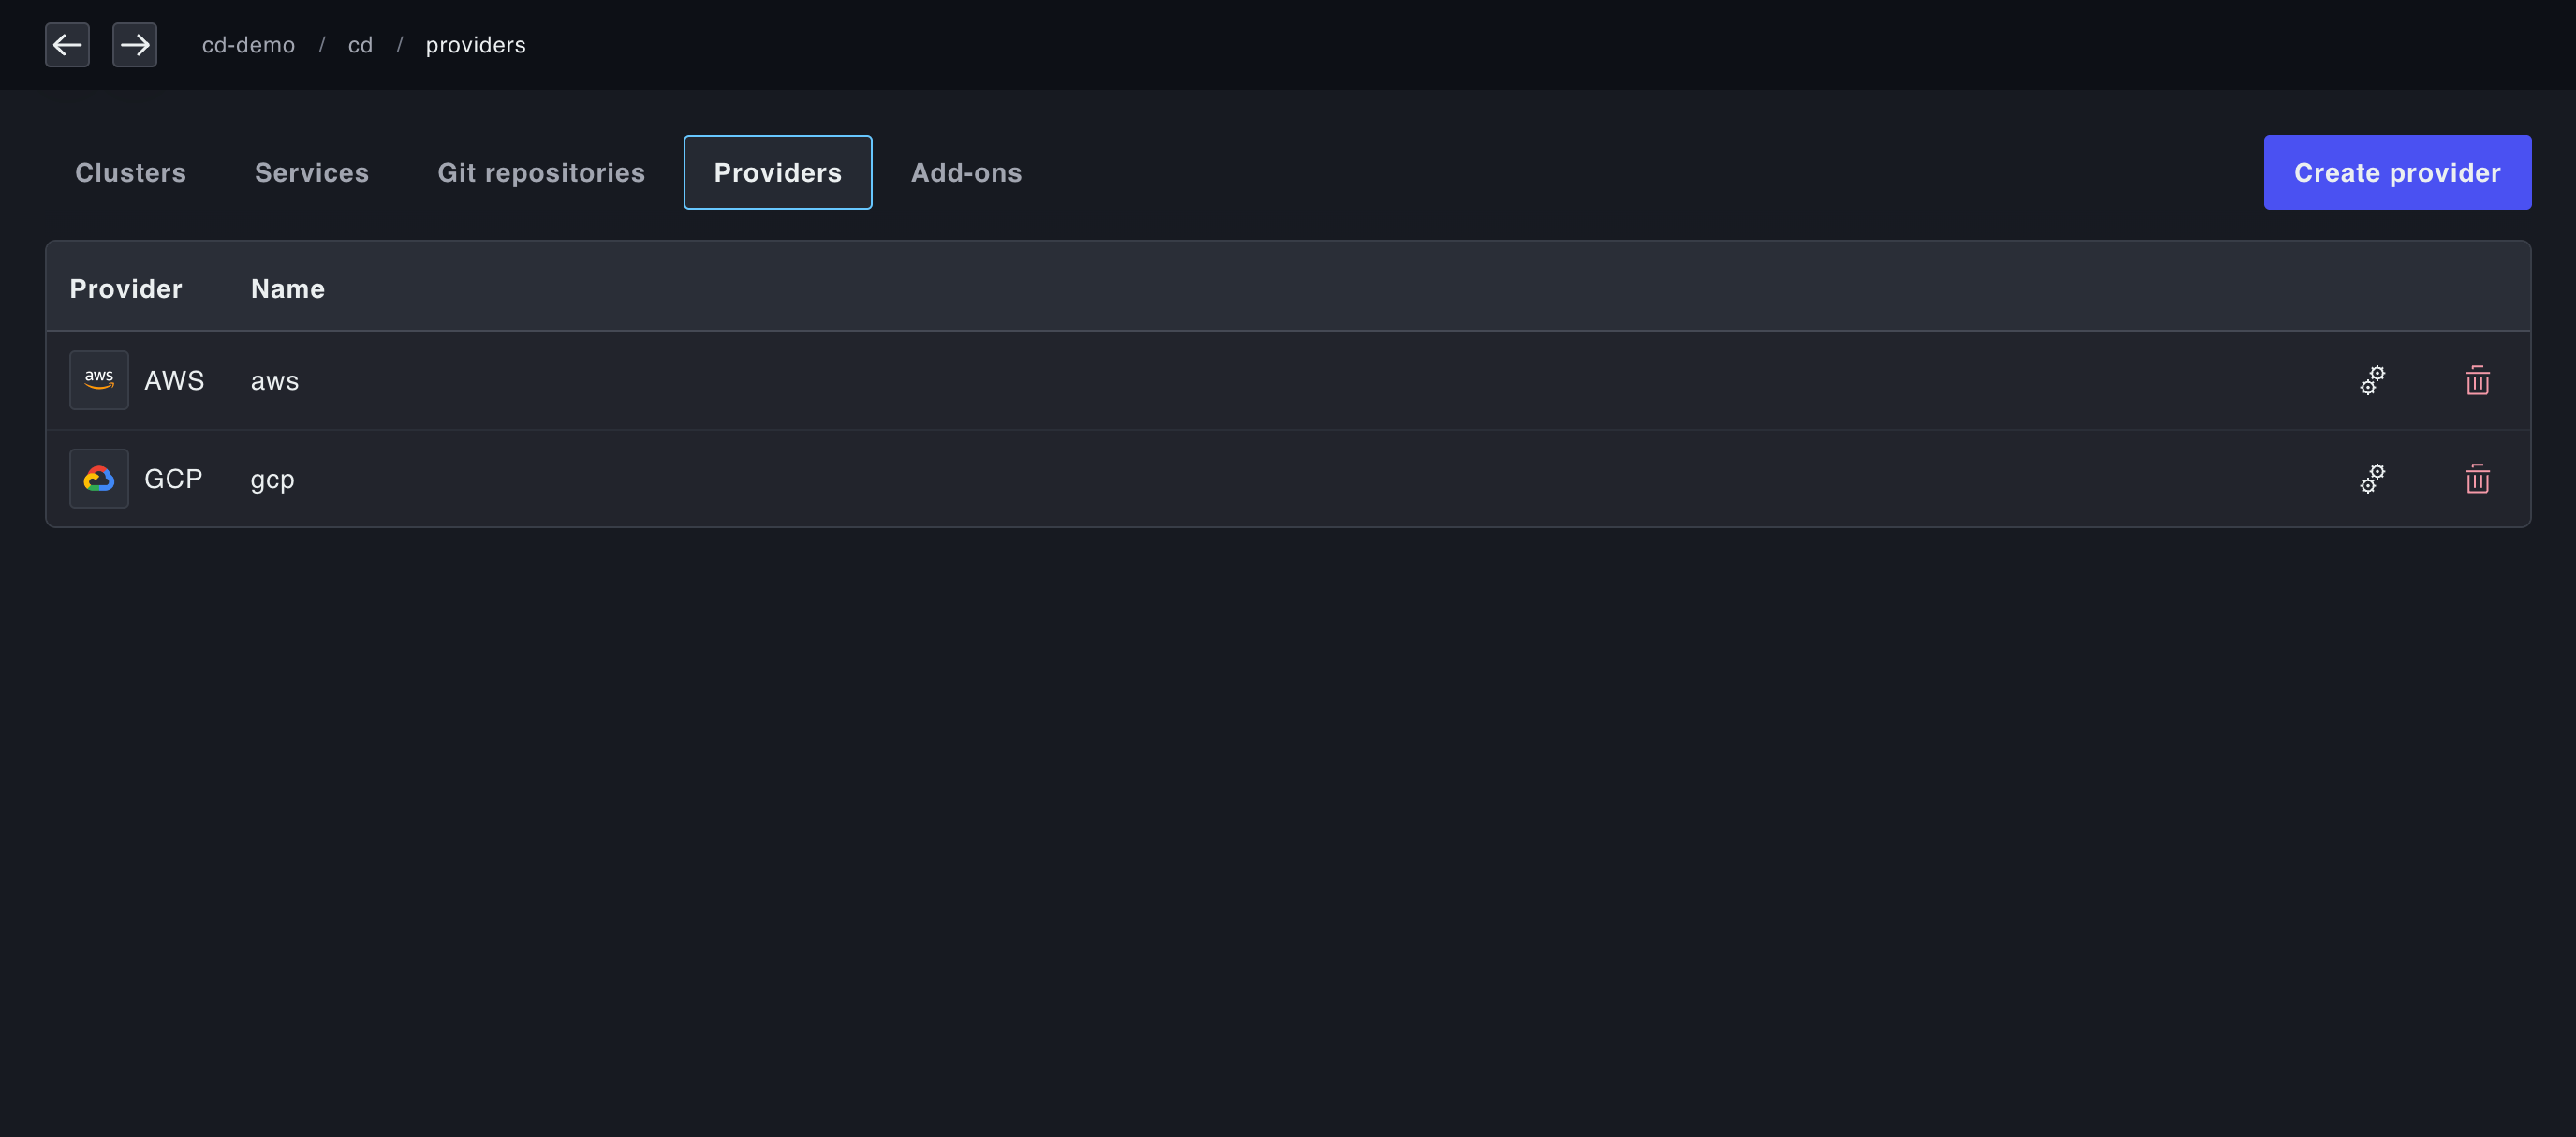 cd-demo / cd / providers
Clusters Services Git repositories Providers Add-ons Create provider
Provider Name
aws AWS aws
GCP gcp